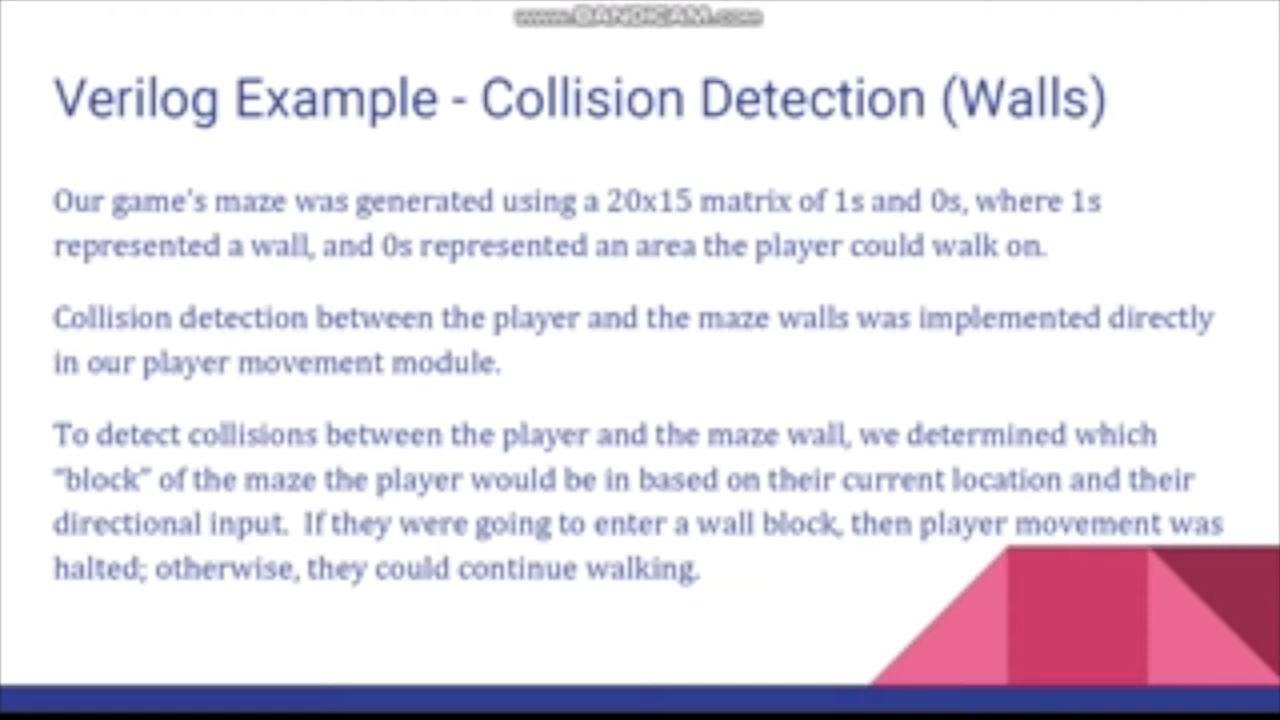 www.BANDICAM.com
Verilog Example - Collision Detection (Walls)
Our game's maze was generated using a 20x15 matrix of 1s and 0s, where 1s
represented a wall, and 0s represented an area the player could walk on.
Collision detection between the player and the maze walls was implemented directly
in our player movement module.
To detect collisions between the player and the maze wall, we determined which
"block" of the maze the player would be in based on their current location and their
directional input.  If they were going to enter a wall block, then player movement was
halted; otherwise, they could continue walking.